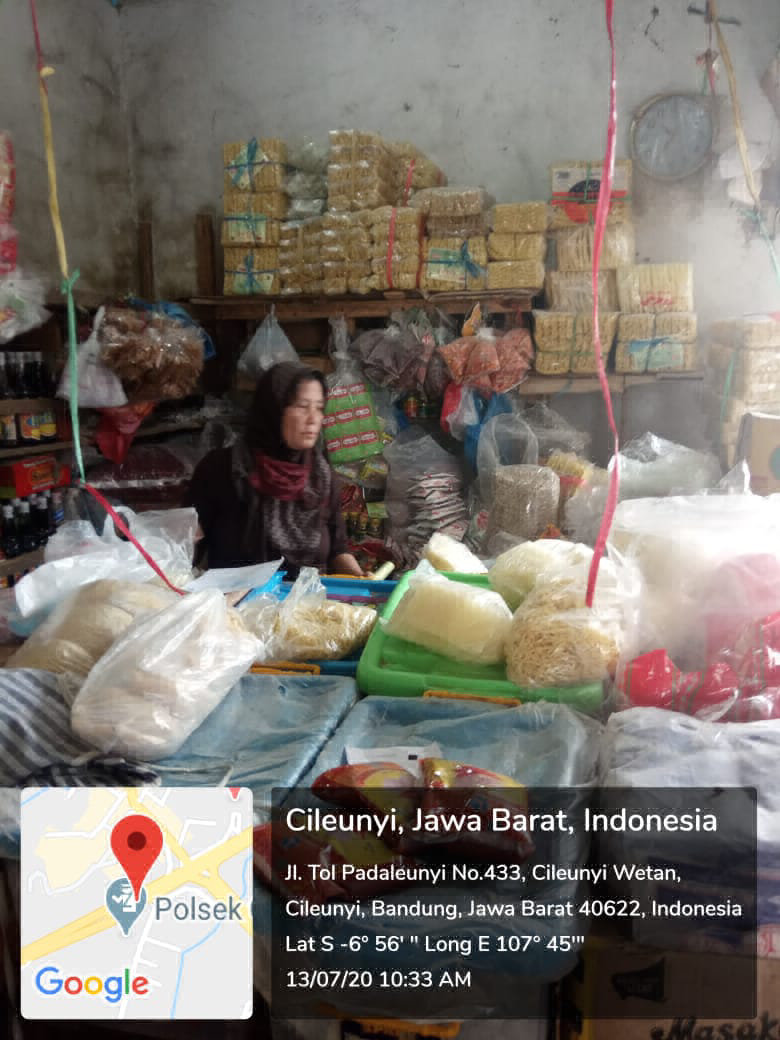 Cileunyi, Jawa Barat, Indonesia
Jl. Tol Padaleunyi No.433, Cileunyi Wetan,
Cileunyi, Bandung, Jawa Barat 40622, Indonesia
Lat S -6° 56' " Long E 107° 45'"
13/07/20 10:33 AM
Polsek
Google
Masak